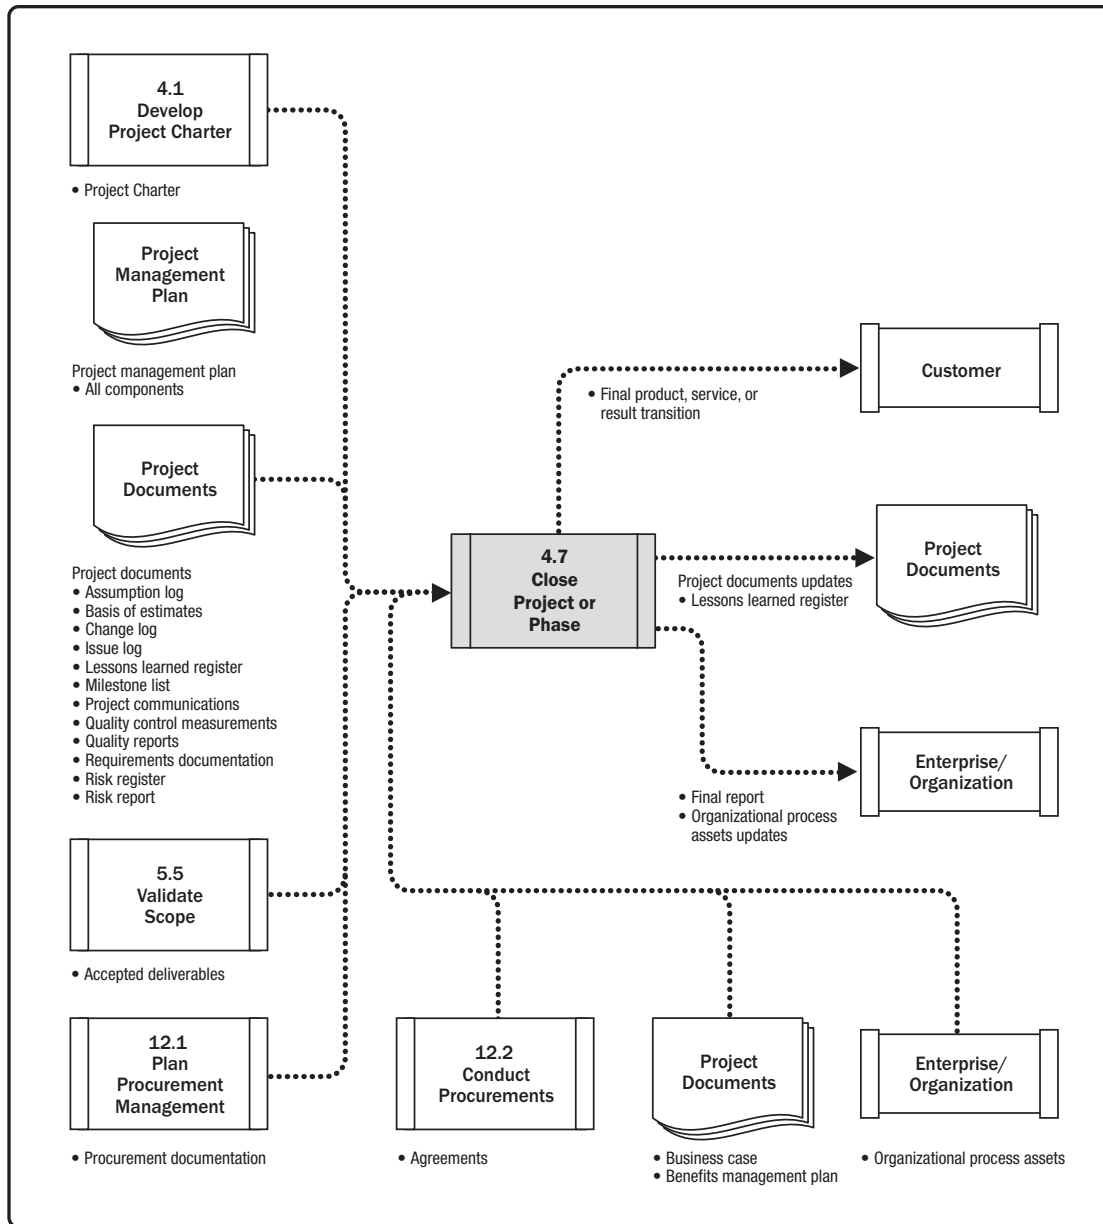 4.1
Develop
Project Charter
• Project Charter
Project
Management
Plan
Project management plan
• All components
Project
Documents
Project documents
• Assumption log
• Basis of estimates
• Change log
• Issue log
• Lessons learned register
• Milestone list
• Project communications
• Quality control measurements
• Quality reports
• Requirements documentation
• Risk register
• Risk report
5.5
Validate
Scope
• Accepted deliverables
12.1
Plan
Procurement
Management
• Procurement documentation
4.7
Close
Project or
Phase
• Final product, service, or
result transition
Customer
Project documents updates
• Lessons learned register
Project
Documents
• Final report
• Organizational process
assets updates
Enterprise/
Organization
12.2
Conduct
Procurements
• Agreements
Project
Documents
• Business case
• Benefits management plan
Enterprise/
Organization
• Organizational process assets